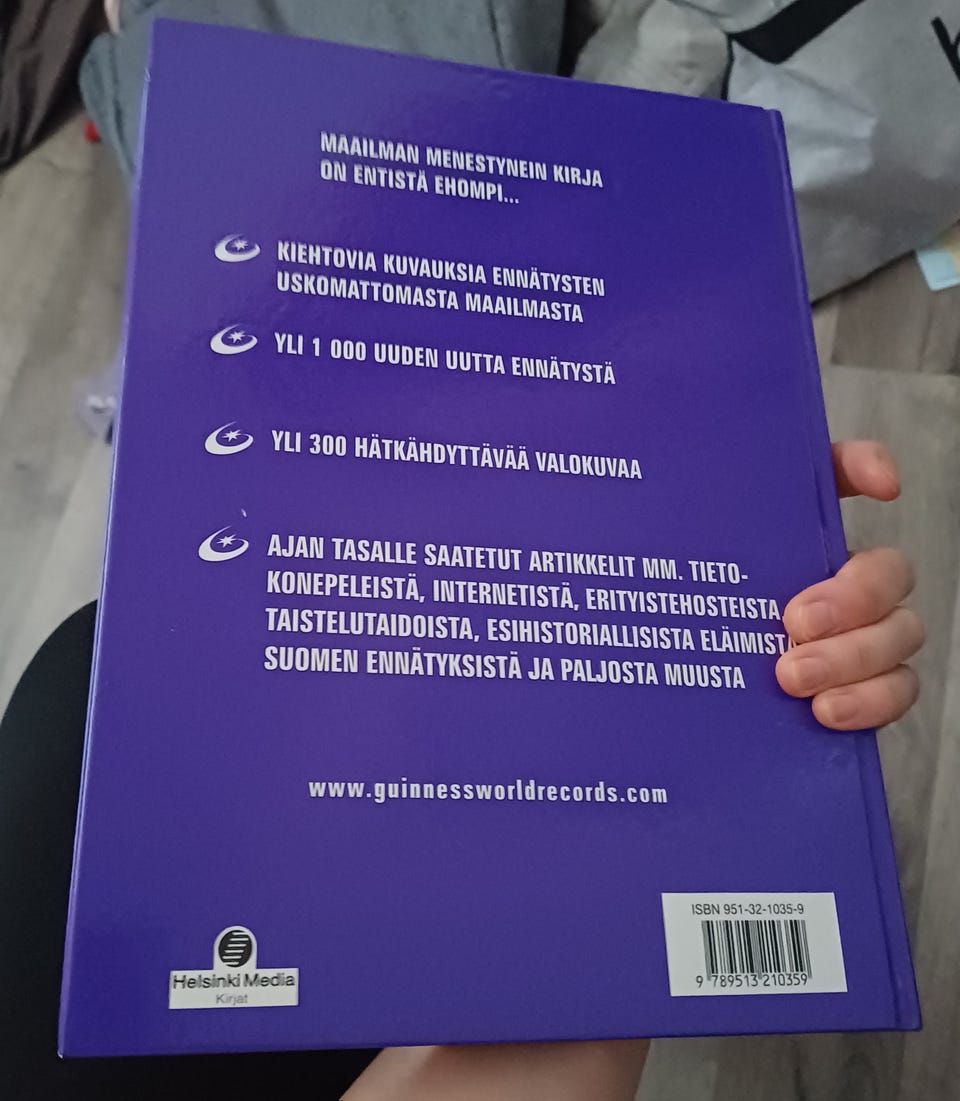 MAAILMAN MENESTYNEIN KIRJA
ON ENTISTÄ EHOMPI...
KIEHTOVIA KUVAUKSIA ENNÄTYSTEN
USKOMATTOMASTA MAAILMASTA
YLI 1 000 UUDEN UUTTA ENNÄTYSTÄ
YLI 300 HÄTKÄHDYTTÄVÄÄ VALOKUVAA
AJAN TASALLE SAATETUT ARTIKKELIT MM. TIETO-
KONEPELEISTÄ, INTERNETISTÄ, ERITYISTEHOSTEISTA,
TAISTELUTAIDOISTA, ESIHISTORIALLISISTA ELÄIMISTÄ
SUOMEN ENNÄTYKSISTÄ JA PALJOSTA MUUSTA
www.guinnessworldrecords.com
ISBN 951-32-1035-9
9 789513 210359
Helsinki Media
Kirjat